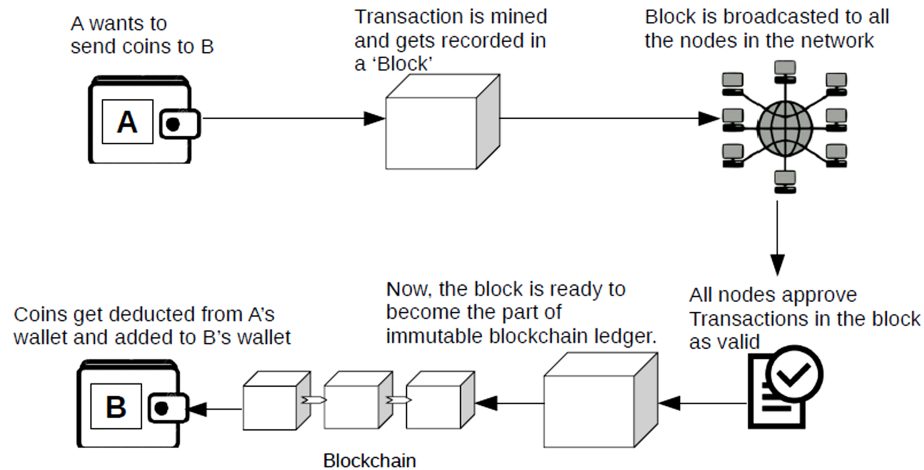 A wants to
send coins to B
A
Transaction is mined
and gets recorded in
a ‘Block’
Block is broadcasted to all
the nodes in the network
All nodes approve
Transactions in the block
as valid
Now, the block is ready to
become the part of
immutable blockchain ledger.
Blockchain
Coins get deducted from A’s
wallet and added to B’s wallet
B